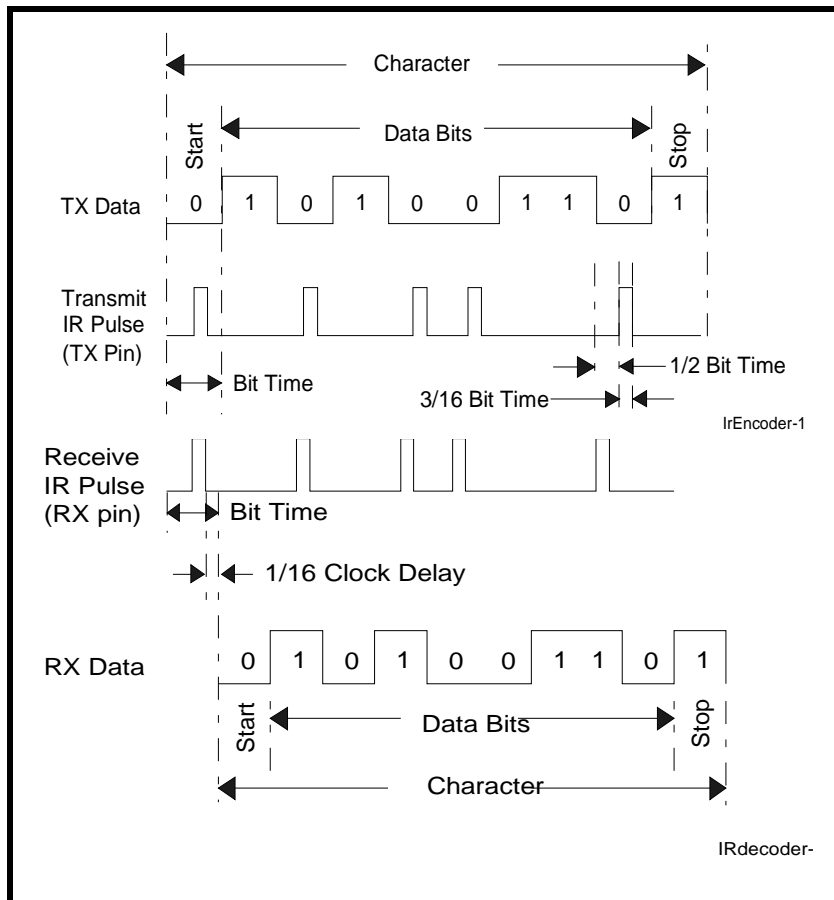 Character
Start
Data Bits
Stop
TX Data
0 1 0 1 0 0 1 1 0 1
Transmit
IR Pulse
(TX Pin)
Bit Time
1/2 Bit Time
3/16 Bit Time
IrEncoder-1
Receive
IR Pulse
(RX pin)
Bit Time
1/16 Clock Delay
RX Data
0 1 0 1 0 0 1 1 0 1
Start
Data Bits
Stop
Character
IRdecoder-